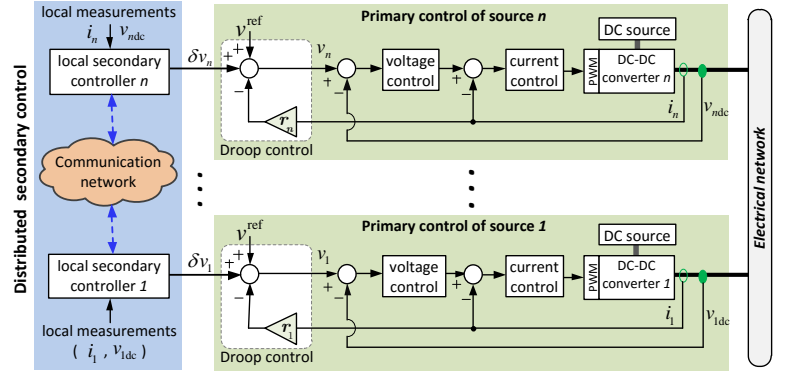 Distributed secondary control
local measurements
i_n v_ndc
local secondary
controller n
δv_n
Communication
network
local secondary
controller 1
δv_1
local measurements
( i_1 , v_1dc )
Primary control of source n
v^ref
+
+
−
v_n
+
−
voltage
control
+
−
current
control
PWM
DC source
DC-DC
converter n
r_n
Droop control
i_n
v_ndc
Primary control of source 1
v^ref
+
+
−
v_1
+
−
voltage
control
+
−
current
control
PWM
DC source
DC-DC
converter 1
r_1
Droop control
i_1
v_1dc
Electrical network